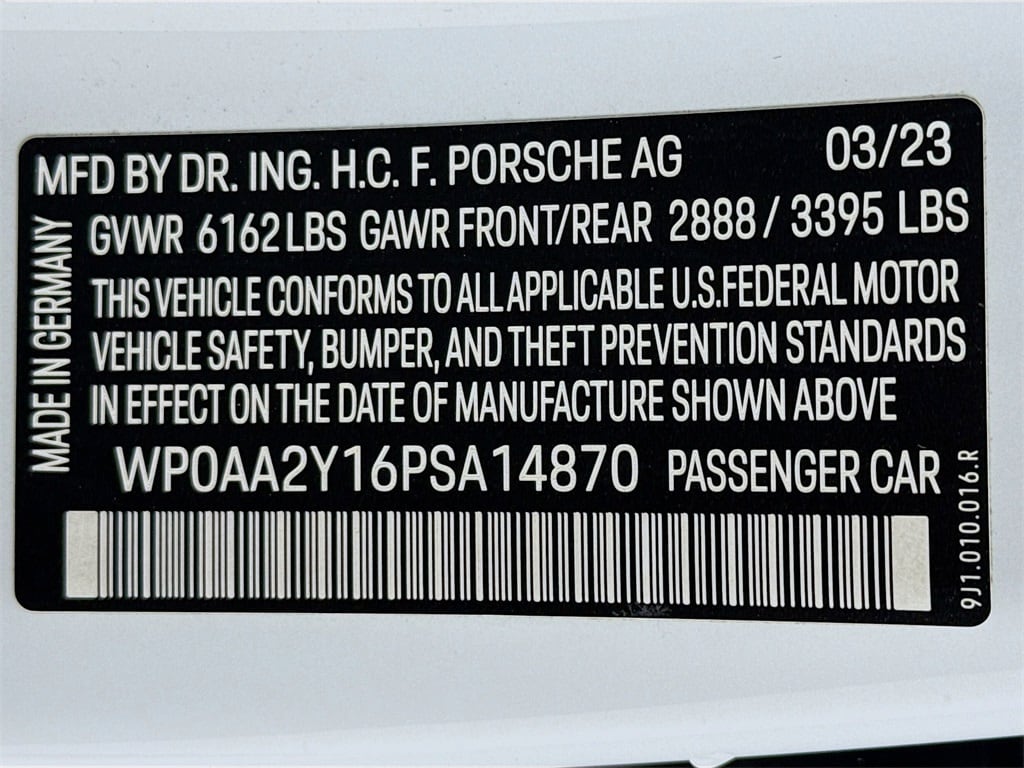 MFD BY DR. ING. H.C. F. PORSCHE AG 03/23
GVWR 6162 LBS GAWR FRONT/REAR 2888 / 3395 LBS
THIS VEHICLE CONFORMS TO ALL APPLICABLE U.S.FEDERAL MOTOR
VEHICLE SAFETY, BUMPER, AND THEFT PREVENTION STANDARDS
IN EFFECT ON THE DATE OF MANUFACTURE SHOWN ABOVE
WP0AA2Y16PSA14870 PASSENGER CAR
MADE IN GERMANY
9J1.010.016.R